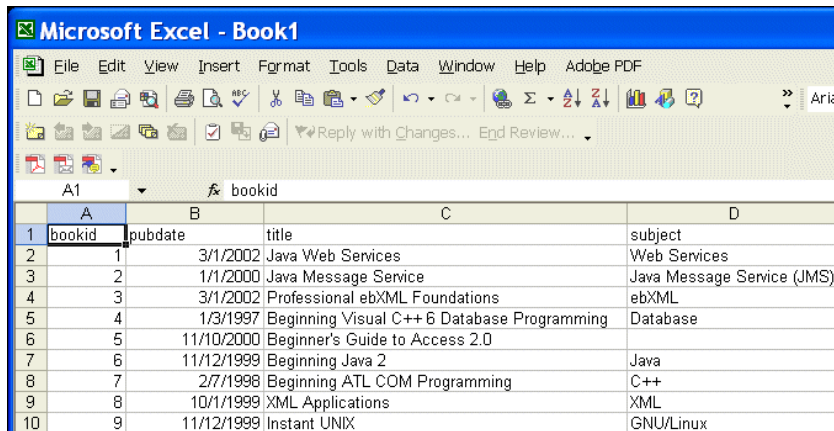 Microsoft Excel - Book1
File Edit View Insert Format Tools Data Window Help Adobe PDF
ABC Σ A Z Z A ? » 
Reply with Changes... End Review...
A1 fx bookid
A B C D
1 bookid pubdate title subject
2 1 3/1/2002 Java Web Services Web Services
3 2 1/1/2000 Java Message Service Java Message Service (JMS)
4 3 3/1/2002 Professional ebXML Foundations ebXML
5 4 1/3/1997 Beginning Visual C++ 6 Database Programming Database
6 5 11/10/2000 Beginner's Guide to Access 2.0
7 6 11/12/1999 Beginning Java 2 Java
8 7 2/7/1998 Beginning ATL COM Programming C++
9 8 10/1/1999 XML Applications XML
10 9 11/12/1999 Instant UNIX GNU/Linux